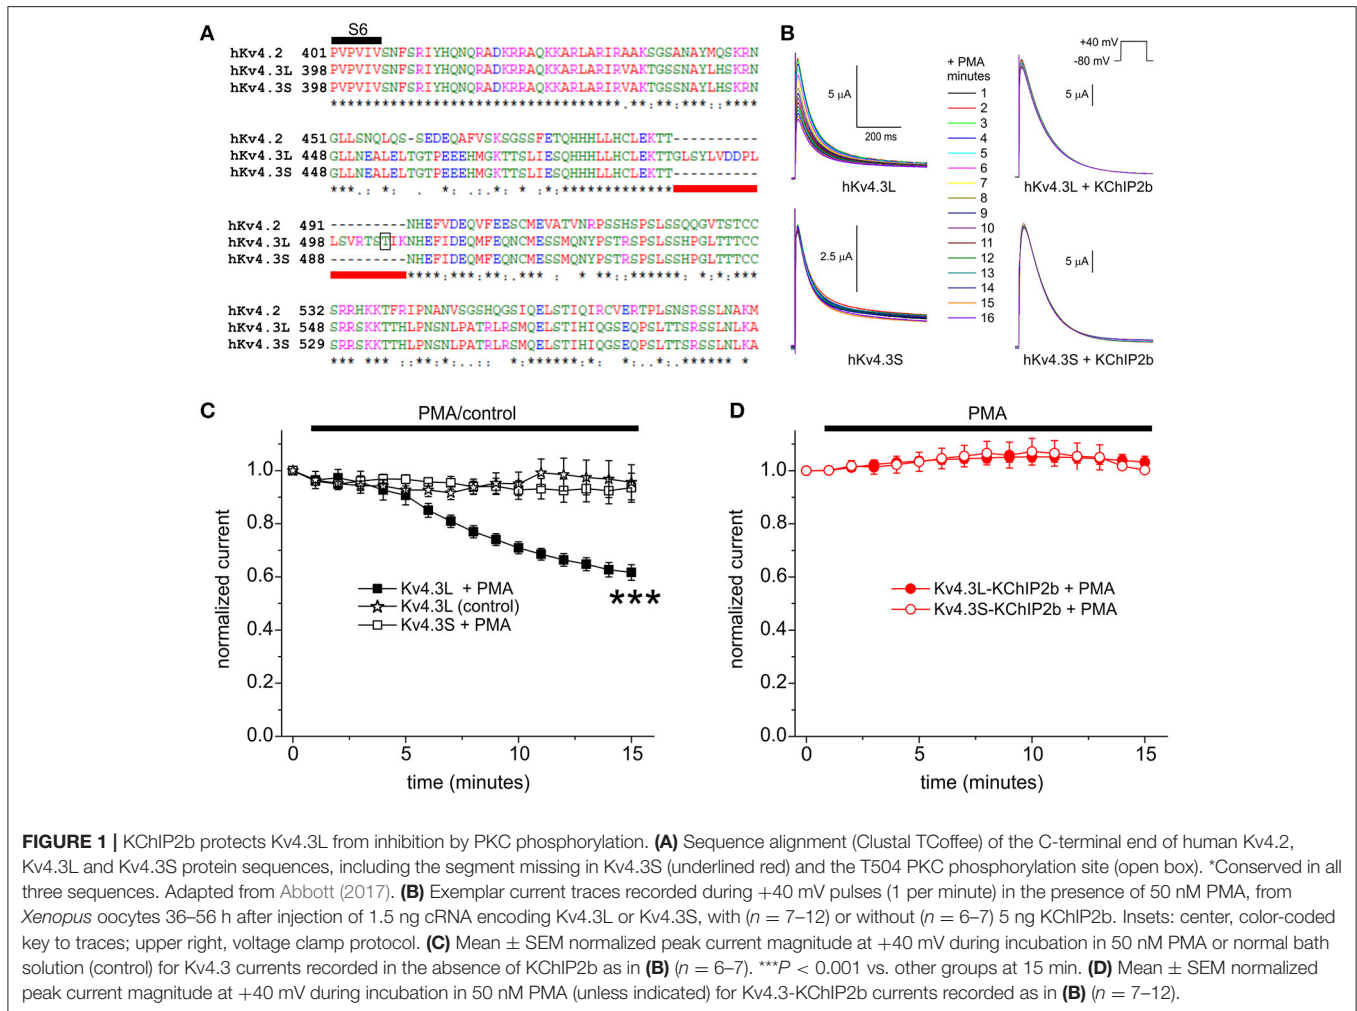 A
S6
hKv4.2 401 PVPVIVSNFSRIYHQNQRADKRRAQKKARLARIRAAKSGSANAYMQSKRN
hKv4.3L 398 PVPVIVSNFSRIYHQNQRADKRRAQKKARLARIRVAKTGSSNAYLHSKRN
hKv4.3S 398 PVPVIVSNFSRIYHQNQRADKRRAQKKARLARIRVAKTGSSNAYLHSKRN
**********************************.**:**:***::****
hKv4.2 451 GLLSNQLQS-SEDEQAFVSKSGSSFETQHHHLLHCLEKTT----------
hKv4.3L 448 GLLNEALELTGTPEEEHMGKTTSLIESQHHHLLHCLEKTTGLSYLVDDPL
hKv4.3S 448 GLLNEALELTGTPEEEHMGKTTSLIESQHHHLLHCLEKTT----------
hKv4.2 491 ---------NHEFVDEQVFEESCMEVATVNRPSSHSPSLSSQQGVTSTCC
hKv4.3L 498 LSVRTSTIKNHEFIDEQMFEQNCMESSMQNYPSTRSPSLSSHPGLTTTCC
hKv4.3S 488 ---------NHEFIDEQMFEQNCMESSMQNYPSTRSPSLSSHPGLTTTCC
hKv4.2 532 SRRHKKTFRIPNANVSGSHQGSIQELSTIQIRCVERTPLSNSRSSLNAKM
hKv4.3L 548 SRRSKKTTHLPNSNLPATRLRSMQELSTIHIQGSEQPSLTTSRSSLNLKA
hKv4.3S 529 SRRSKKTTHLPNSNLPATRLRSMQELSTIHIQGSEQPSLTTSRSSLNLKA
B
5 µA
200 ms
hKv4.3L
+ PMA
minutes
1
2
3
4
5
6
7
8
9
10
11
12
13
14
15
16
+40 mV
-80 mV
5 µA
hKv4.3L + KChIP2b
2.5 µA
hKv4.3S
5 µA
hKv4.3S + KChIP2b
C
PMA/control
normalized current
1.0
0.8
0.6
0.4
0.2
0.0
Kv4.3L + PMA
Kv4.3L (control)
Kv4.3S + PMA
***
0 5 10 15
time (minutes)
D
PMA
normalized current
1.0
0.8
0.6
0.4
0.2
0.0
Kv4.3L-KChIP2b + PMA
Kv4.3S-KChIP2b + PMA
0 5 10 15
time (minutes)
FIGURE 1 | KChIP2b protects Kv4.3L from inhibition by PKC phosphorylation. (A) Sequence alignment (Clustal TCoffee) of the C-terminal end of human Kv4.2,
Kv4.3L and Kv4.3S protein sequences, including the segment missing in Kv4.3S (underlined red) and the T504 PKC phosphorylation site (open box). *Conserved in all
three sequences. Adapted from Abbott (2017). (B) Exemplar current traces recorded during +40 mV pulses (1 per minute) in the presence of 50 nM PMA, from
Xenopus oocytes 36–56 h after injection of 1.5 ng cRNA encoding Kv4.3L or Kv4.3S, with (n = 7–12) or without (n = 6–7) 5 ng KChIP2b. Insets: center, color-coded
key to traces; upper right, voltage clamp protocol. (C) Mean ± SEM normalized peak current magnitude at +40 mV during incubation in 50 nM PMA or normal bath
solution (control) for Kv4.3 currents recorded in the absence of KChIP2b as in (B) (n = 6–7). ***P < 0.001 vs. other groups at 15 min. (D) Mean ± SEM normalized
peak current magnitude at +40 mV during incubation in 50 nM PMA (unless indicated) for Kv4.3-KChIP2b currents recorded as in (B) (n = 7–12).